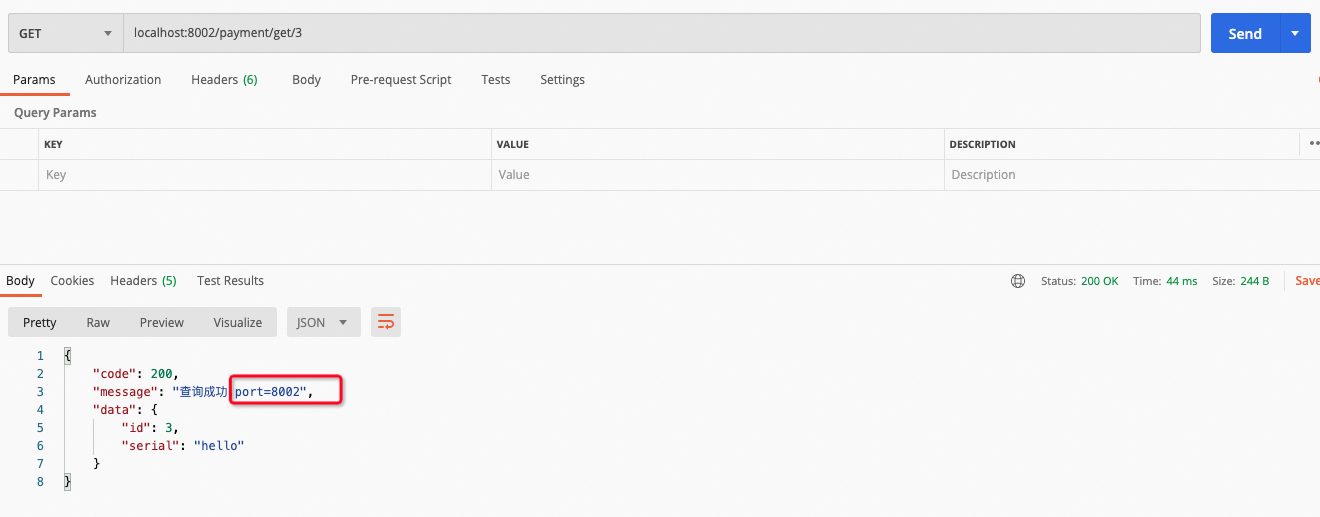 GET localhost:8002/payment/get/3 Send
Params Authorization Headers (6) Body Pre-request Script Tests Settings
Query Params
KEY VALUE DESCRIPTION
Key Value Description
Body Cookies Headers (5) Test Results Status: 200 OK Time: 44 ms Size: 244 B Save
Pretty Raw Preview Visualize JSON
1 {
2 "code": 200,
3 "message": "查询成功 port=8002",
4 "data": {
5 "id": 3,
6 "serial": "hello"
7 }
8 }